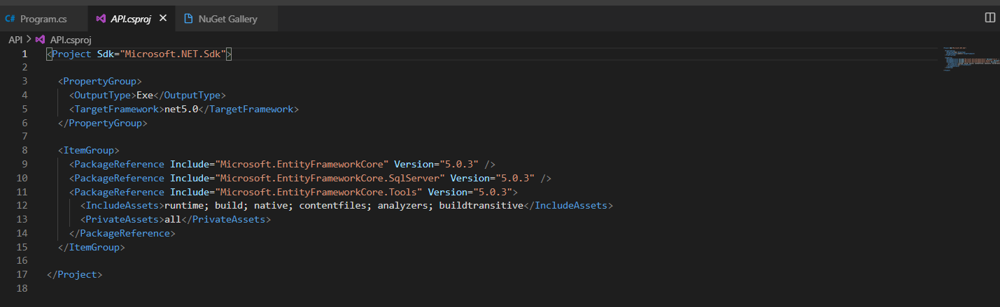 C# Program.cs API.csproj NuGet Gallery
API > API.csproj
1 <Project Sdk="Microsoft.NET.Sdk">
2
3 <PropertyGroup>
4 <OutputType>Exe</OutputType>
5 <TargetFramework>net5.0</TargetFramework>
6 </PropertyGroup>
7
8 <ItemGroup>
9 <PackageReference Include="Microsoft.EntityFrameworkCore" Version="5.0.3" />
10 <PackageReference Include="Microsoft.EntityFrameworkCore.SqlServer" Version="5.0.3" />
11 <PackageReference Include="Microsoft.EntityFrameworkCore.Tools" Version="5.0.3">
12 <IncludeAssets>runtime; build; native; contentfiles; analyzers; buildtransitive</IncludeAssets>
13 <PrivateAssets>all</PrivateAssets>
14 </PackageReference>
15 </ItemGroup>
16
17 </Project>
18